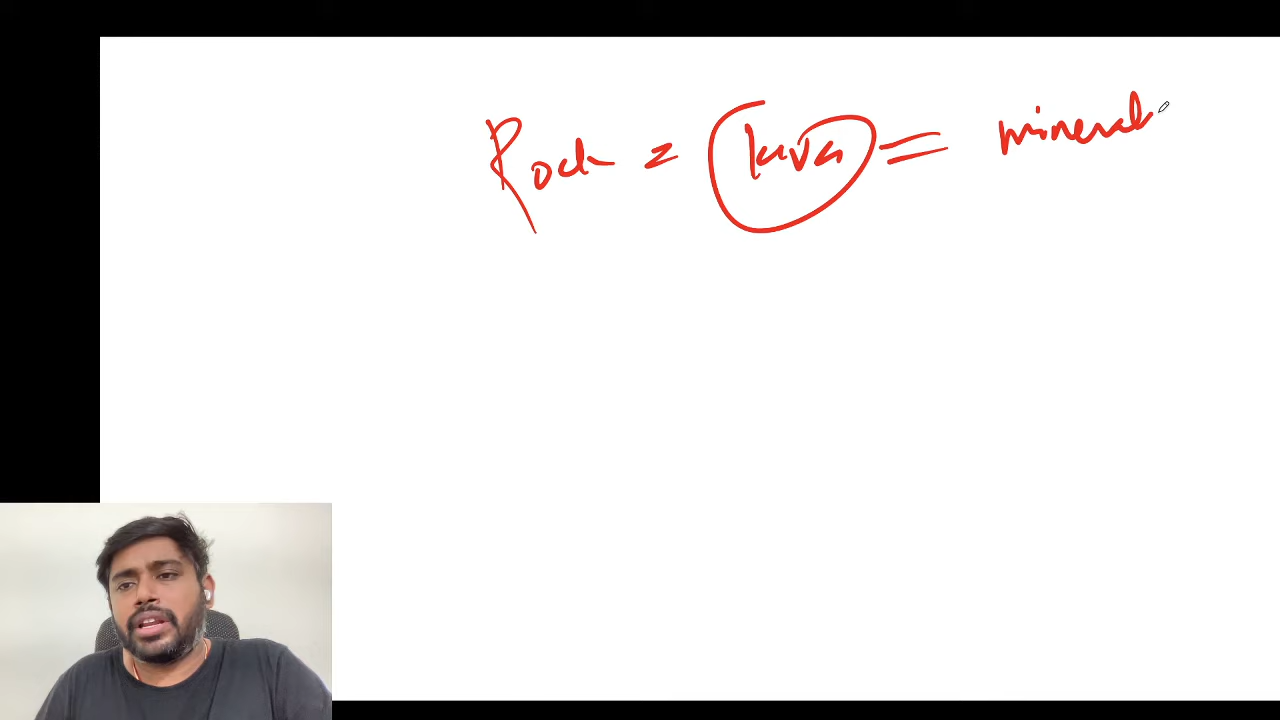 Rock = lava = minerals